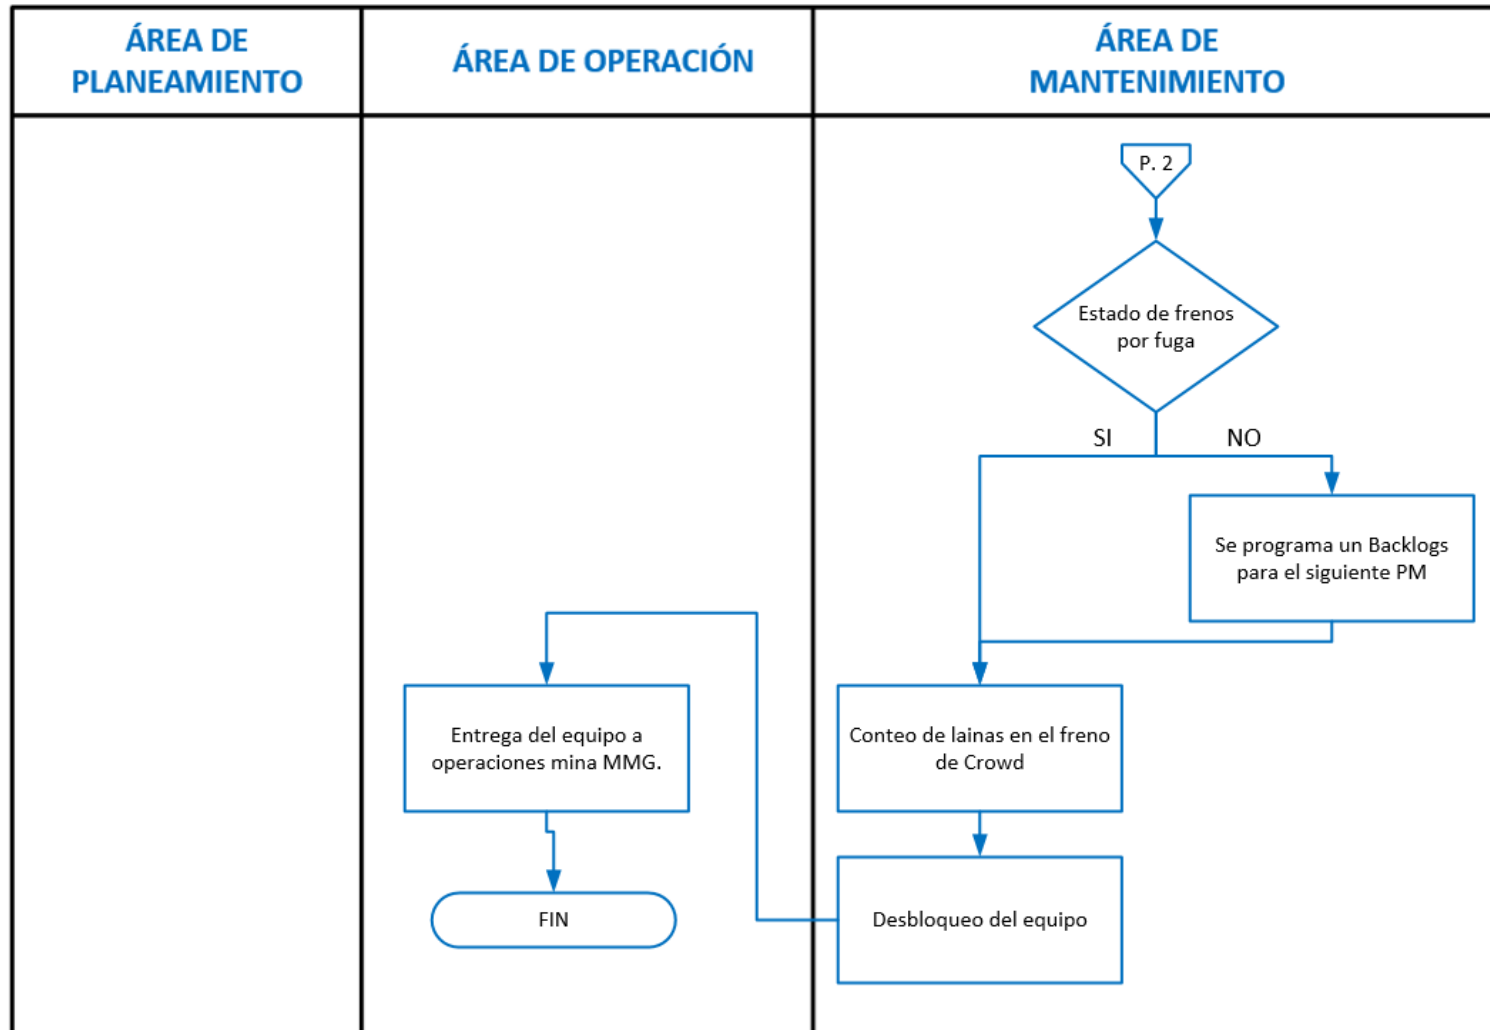 ÁREA DE
PLANEAMIENTO
ÁREA DE OPERACIÓN
ÁREA DE
MANTENIMIENTO
P. 2
Estado de frenos
por fuga
SI
NO
Se programa un Backlogs
para el siguiente PM
Entrega del equipo a
operaciones mina MMG.
Conteo de lainas en el freno
de Crowd
FIN
Desbloqueo del equipo